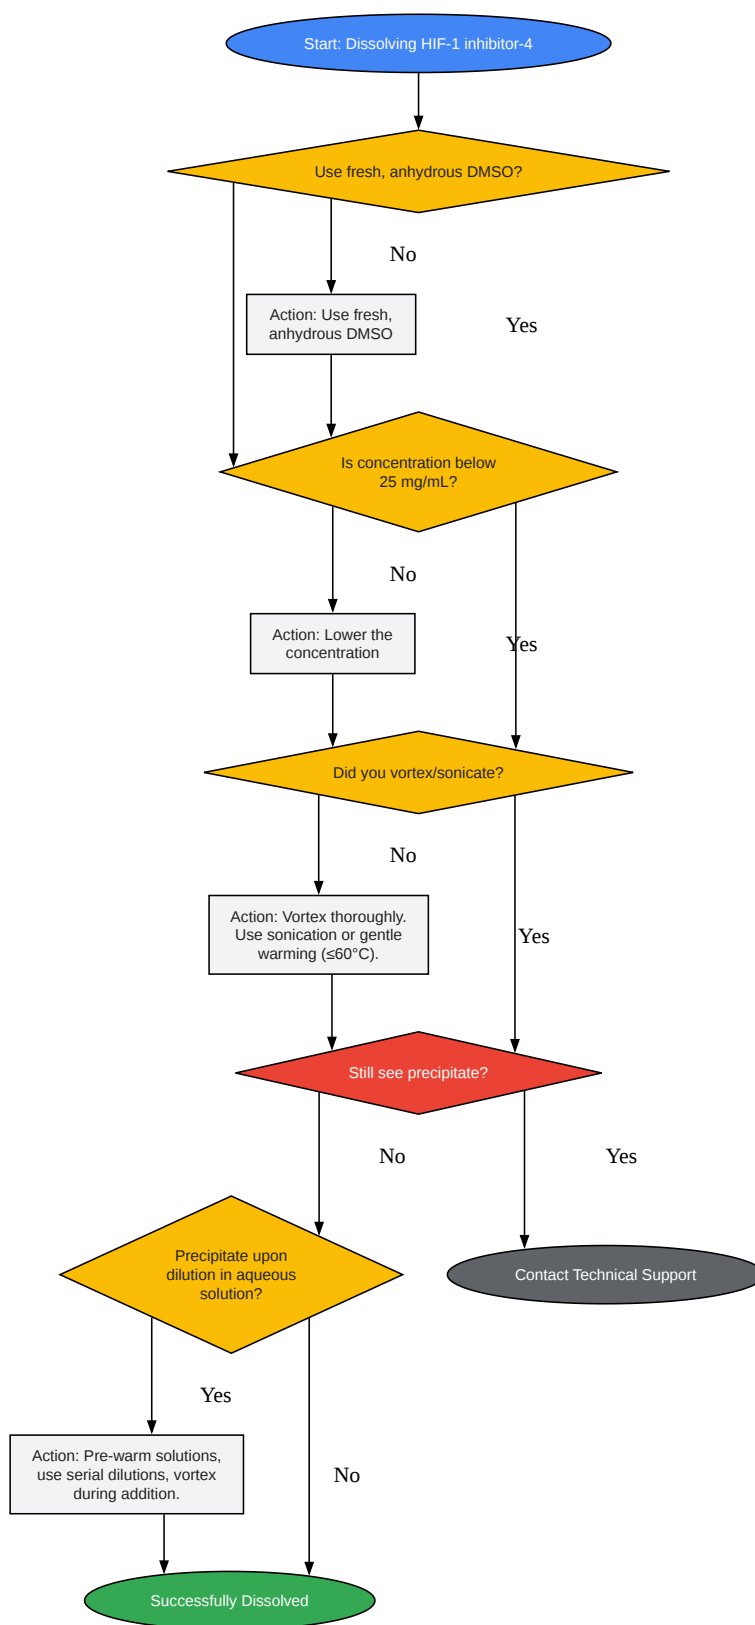 Start: Dissolving HIF-1 inhibitor-4
Use fresh, anhydrous DMSO?
No
Action: Use fresh,
anhydrous DMSO
Yes
Is concentration below
25 mg/mL?
No
Action: Lower the
concentration
Yes
Did you vortex/sonicate?
No
Action: Vortex thoroughly.
Use sonication or gentle
warming (≤60°C).
Yes
Still see precipitate?
No
Yes
Precipitate upon
dilution in aqueous
solution?
Contact Technical Support
Yes
Action: Pre-warm solutions,
use serial dilutions, vortex
during addition.
No
Successfully Dissolved